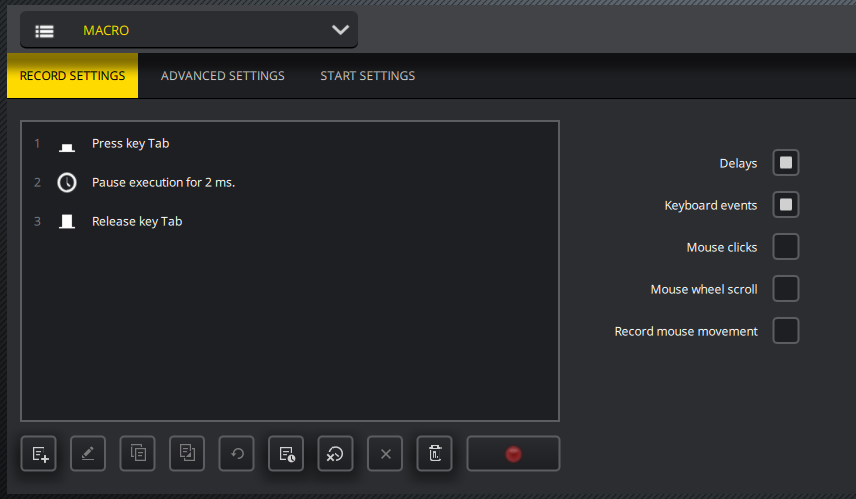 MACRO
RECORD SETTINGS ADVANCED SETTINGS START SETTINGS
1 Press key Tab
2 Pause execution for 2 ms.
3 Release key Tab
Delays
Keyboard events
Mouse clicks
Mouse wheel scroll
Record mouse movement